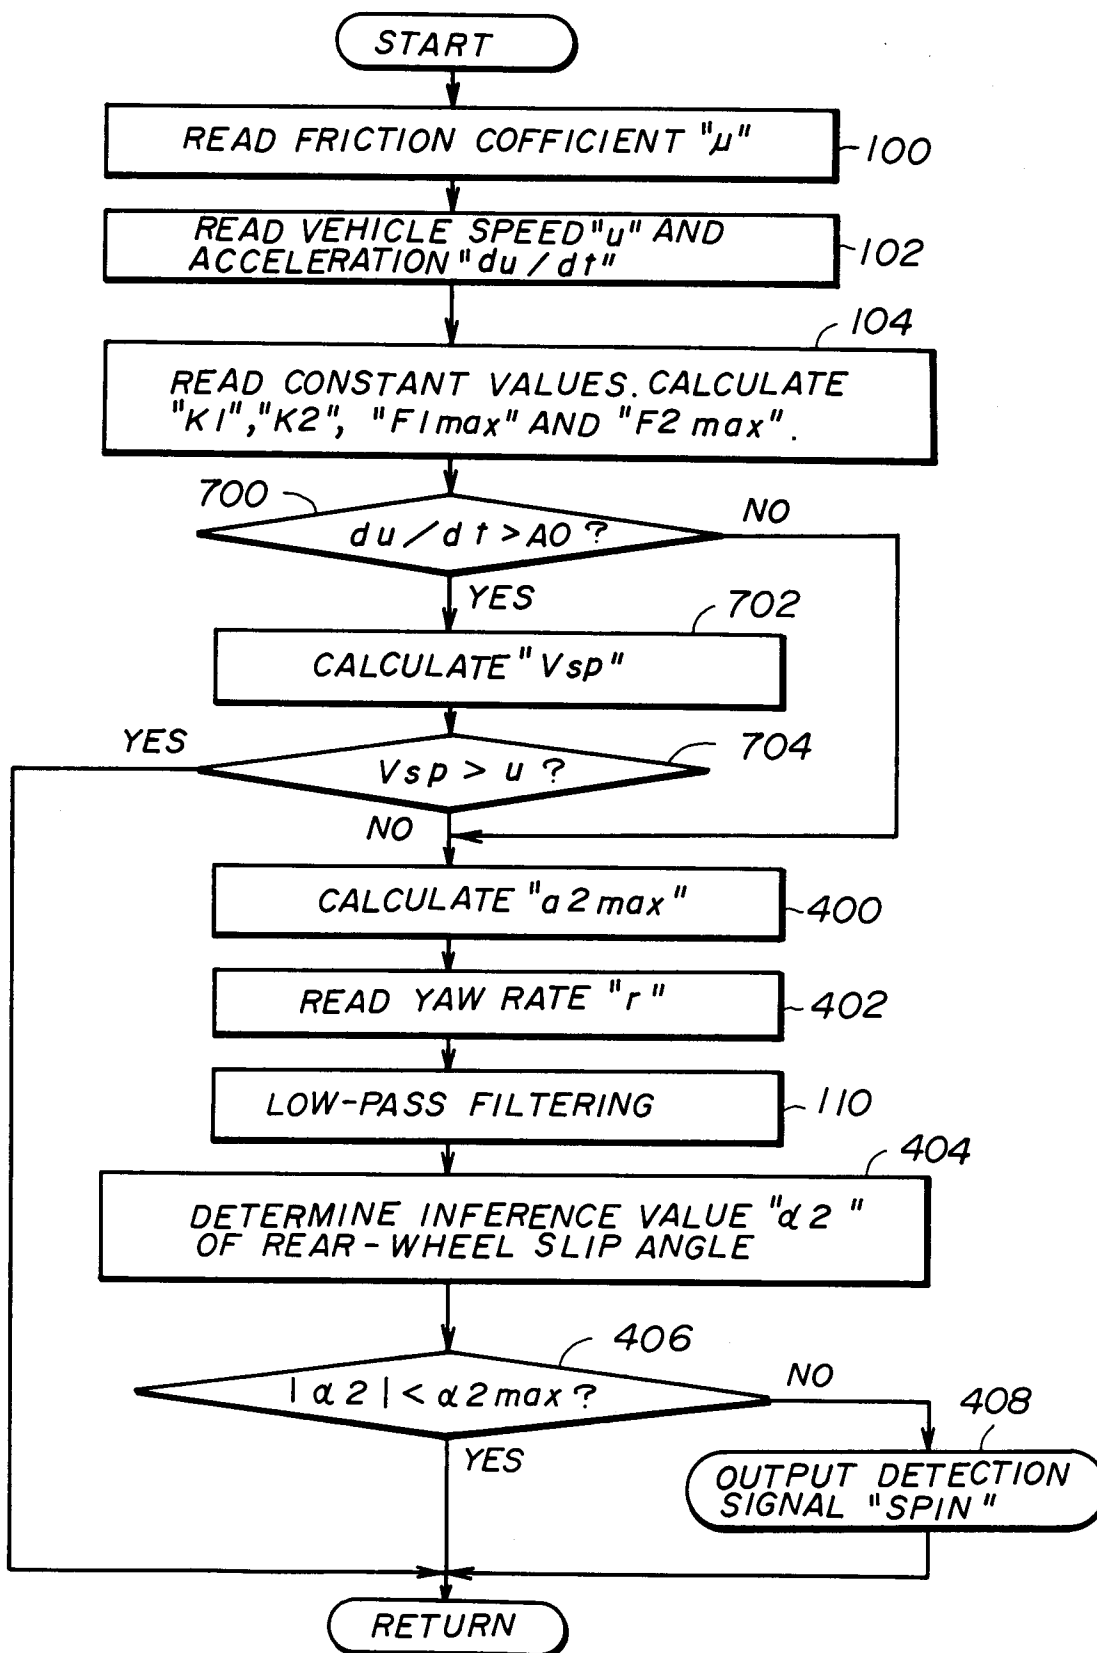 START
READ FRICTION COFFICIENT "μ"
100
READ VEHICLE SPEED "u" AND
ACCELERATION "du/dt"
102
104
READ CONSTANT VALUES. CALCULATE
"K1", "K2", "F1max" AND "F2max".
700
du/dt>A0?
NO
YES
702
CALCULATE "Vsp"
YES
704
Vsp > u ?
NO
CALCULATE "a2max"
400
READ YAW RATE "r"
402
LOW-PASS FILTERING
110
404
DETERMINE INFERENCE VALUE "α2"
OF REAR-WHEEL SLIP ANGLE
406
|α2| < α2max?
NO
YES
408
OUTPUT DETECTION
SIGNAL "SPIN"
RETURN